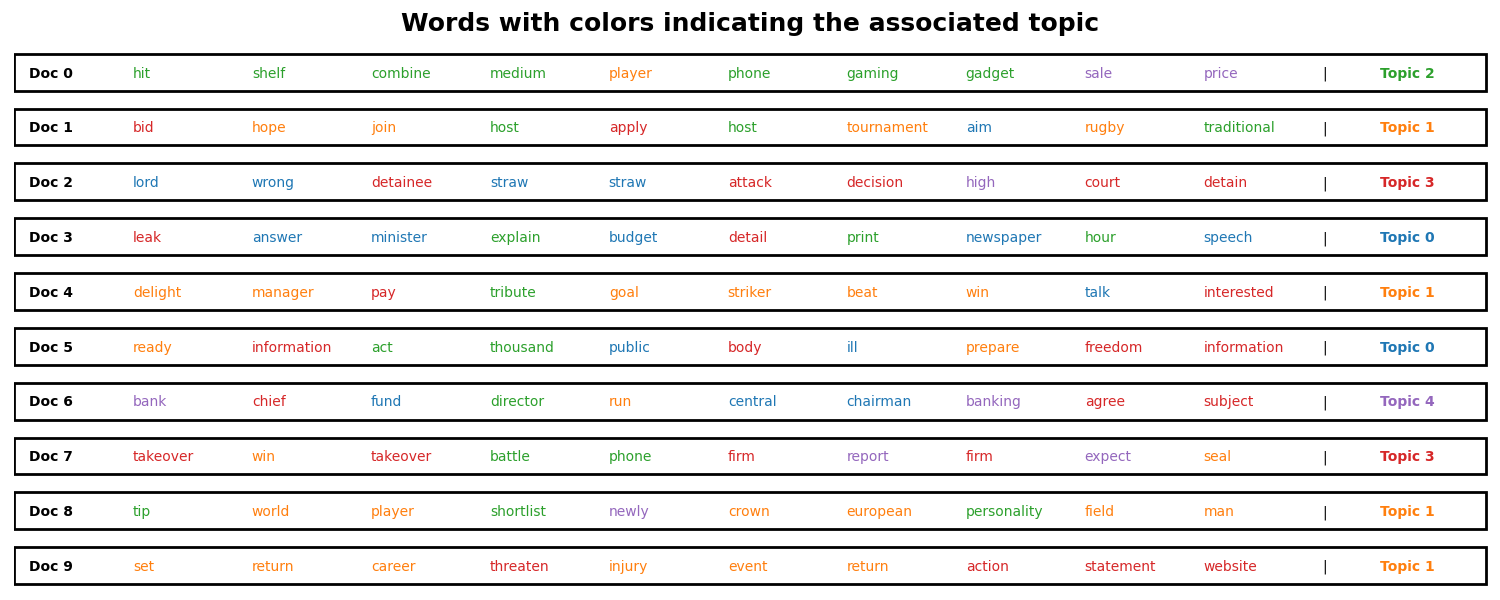 Words with colors indicating the associated topic
Doc 0 hit shelf combine medium player phone gaming gadget sale price | Topic 2
Doc 1 bid hope join host apply host tournament aim rugby traditional | Topic 1
Doc 2 lord wrong detainee straw straw attack decision high court detain | Topic 3
Doc 3 leak answer minister explain budget detail print newspaper hour speech | Topic 0
Doc 4 delight manager pay tribute goal striker beat win talk interested | Topic 1
Doc 5 ready information act thousand public body ill prepare freedom information | Topic 0
Doc 6 bank chief fund director run central chairman banking agree subject | Topic 4
Doc 7 takeover win takeover battle phone firm report firm expect seal | Topic 3
Doc 8 tip world player shortlist newly crown european personality field man | Topic 1
Doc 9 set return career threaten injury event return action statement website | Topic 1